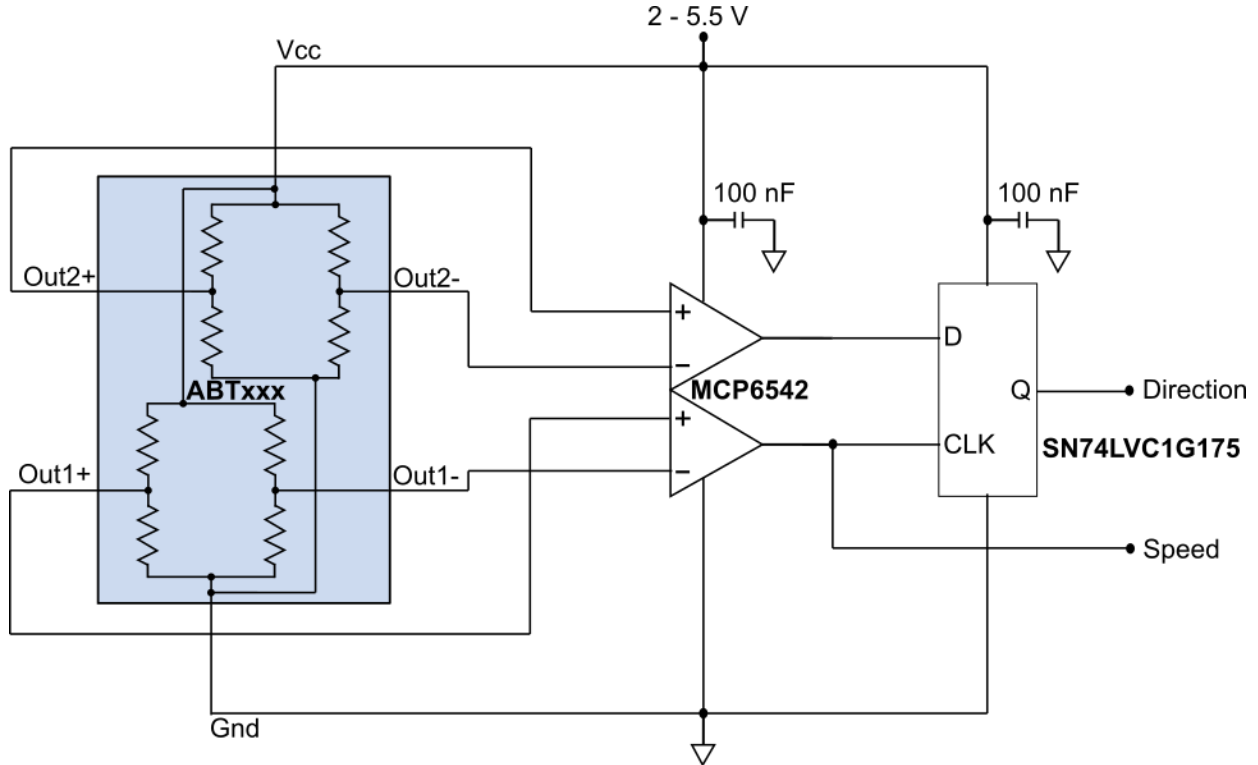 2 - 5.5 V
Vcc
100 nF
100 nF
Out2+
Out2-
+
-
D
ABTxxx
MCP6542
Q
Direction
+
-
CLK
SN74LVC1G175
Out1+
Out1-
Speed
Gnd